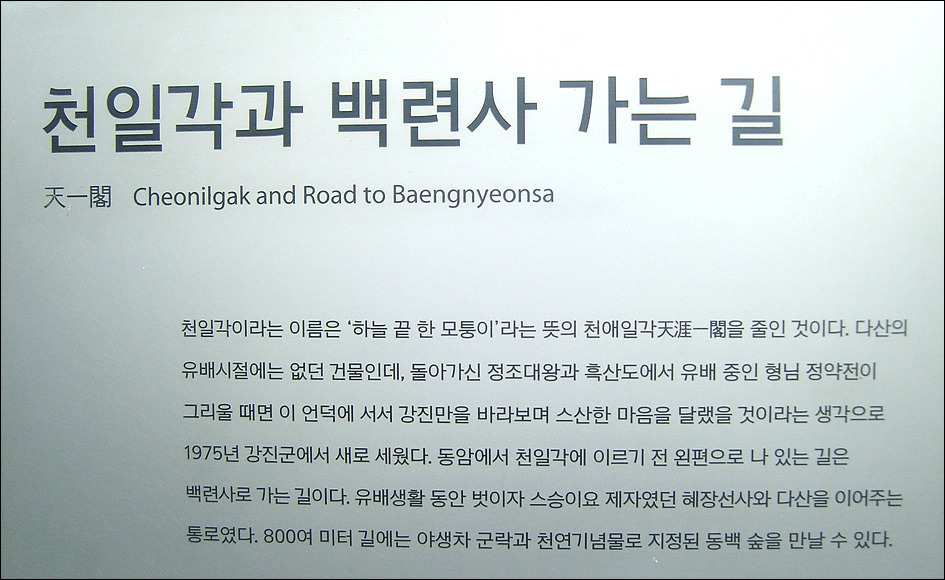 천일각과 백련사 가는 길
天一閣 Cheonilgak and Road to Baengnyeonsa
천일각이라는 이름은 ‘하늘 끝 한 모퉁이’라는 뜻의 천애일각天涯一閣을 줄인 것이다. 다산의
유배시절에는 없던 건물인데, 돌아가신 정조대왕과 흑산도에서 유배 중인 형님 정약전이
그리울 때면 이 언덕에 서서 강진만을 바라보며 스산한 마음을 달랬을 것이라는 생각으로
1975년 강진군에서 새로 세웠다. 동암에서 천일각에 이르기 전 왼편으로 나 있는 길은
백련사로 가는 길이다. 유배생활 동안 벗이자 스승이요 제자였던 혜장선사와 다산을 이어주는
통로였다. 800여 미터 길에는 야생차 군락과 천연기념물로 지정된 동백 숲을 만날 수 있다.